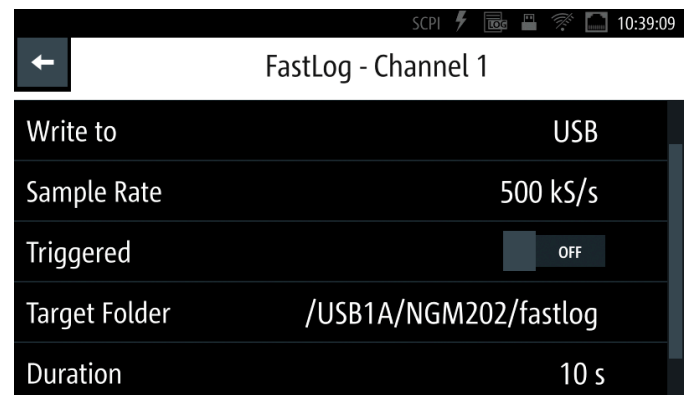 SCPI LOG 10:39:09
FastLog - Channel 1
Write to USB
Sample Rate 500 kS/s
Triggered OFF
Target Folder /USB1A/NGM202/fastlog
Duration 10 s